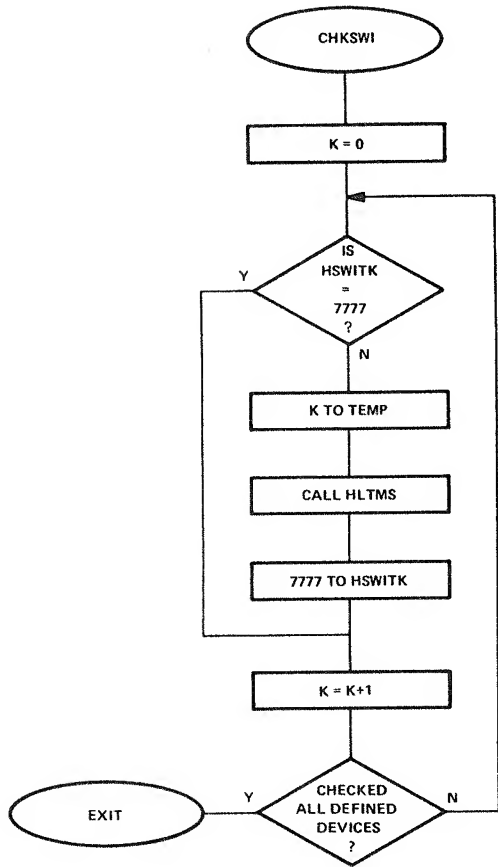 CHKSWI
K = 0
IS
HSWITK
=
7777
?
Y
N
K TO TEMP
CALL HLTMS
7777 TO HSWITK
K = K+1
CHECKED
ALL DEFINED
DEVICES
?
Y
N
EXIT